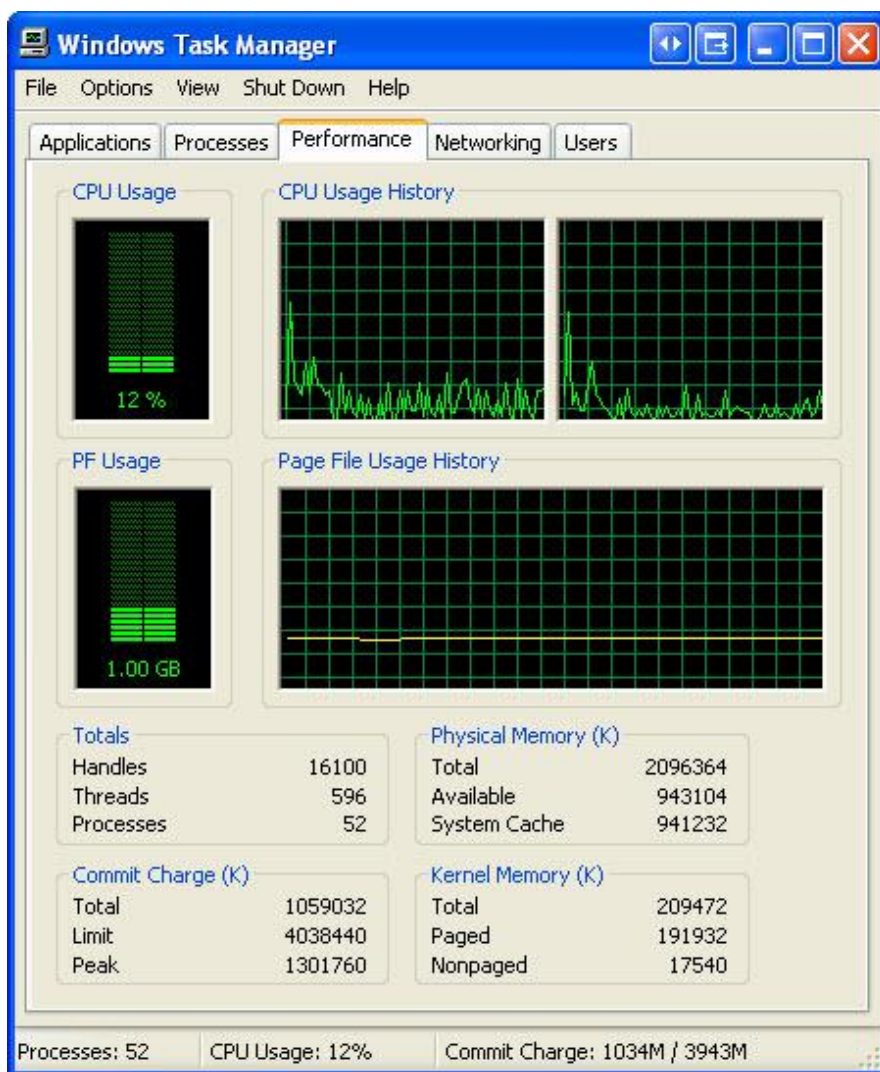 Windows Task Manager
File Options View Shut Down Help
Applications Processes Performance Networking Users
CPU Usage CPU Usage History
12 %
PF Usage Page File Usage History
1.00 GB
Totals
Handles 16100
Threads 596
Processes 52
Physical Memory (K)
Total 2096364
Available 943104
System Cache 941232
Commit Charge (K)
Total 1059032
Limit 4038440
Peak 1301760
Kernel Memory (K)
Total 209472
Paged 191932
Nonpaged 17540
Processes: 52 CPU Usage: 12% Commit Charge: 1034M / 3943M